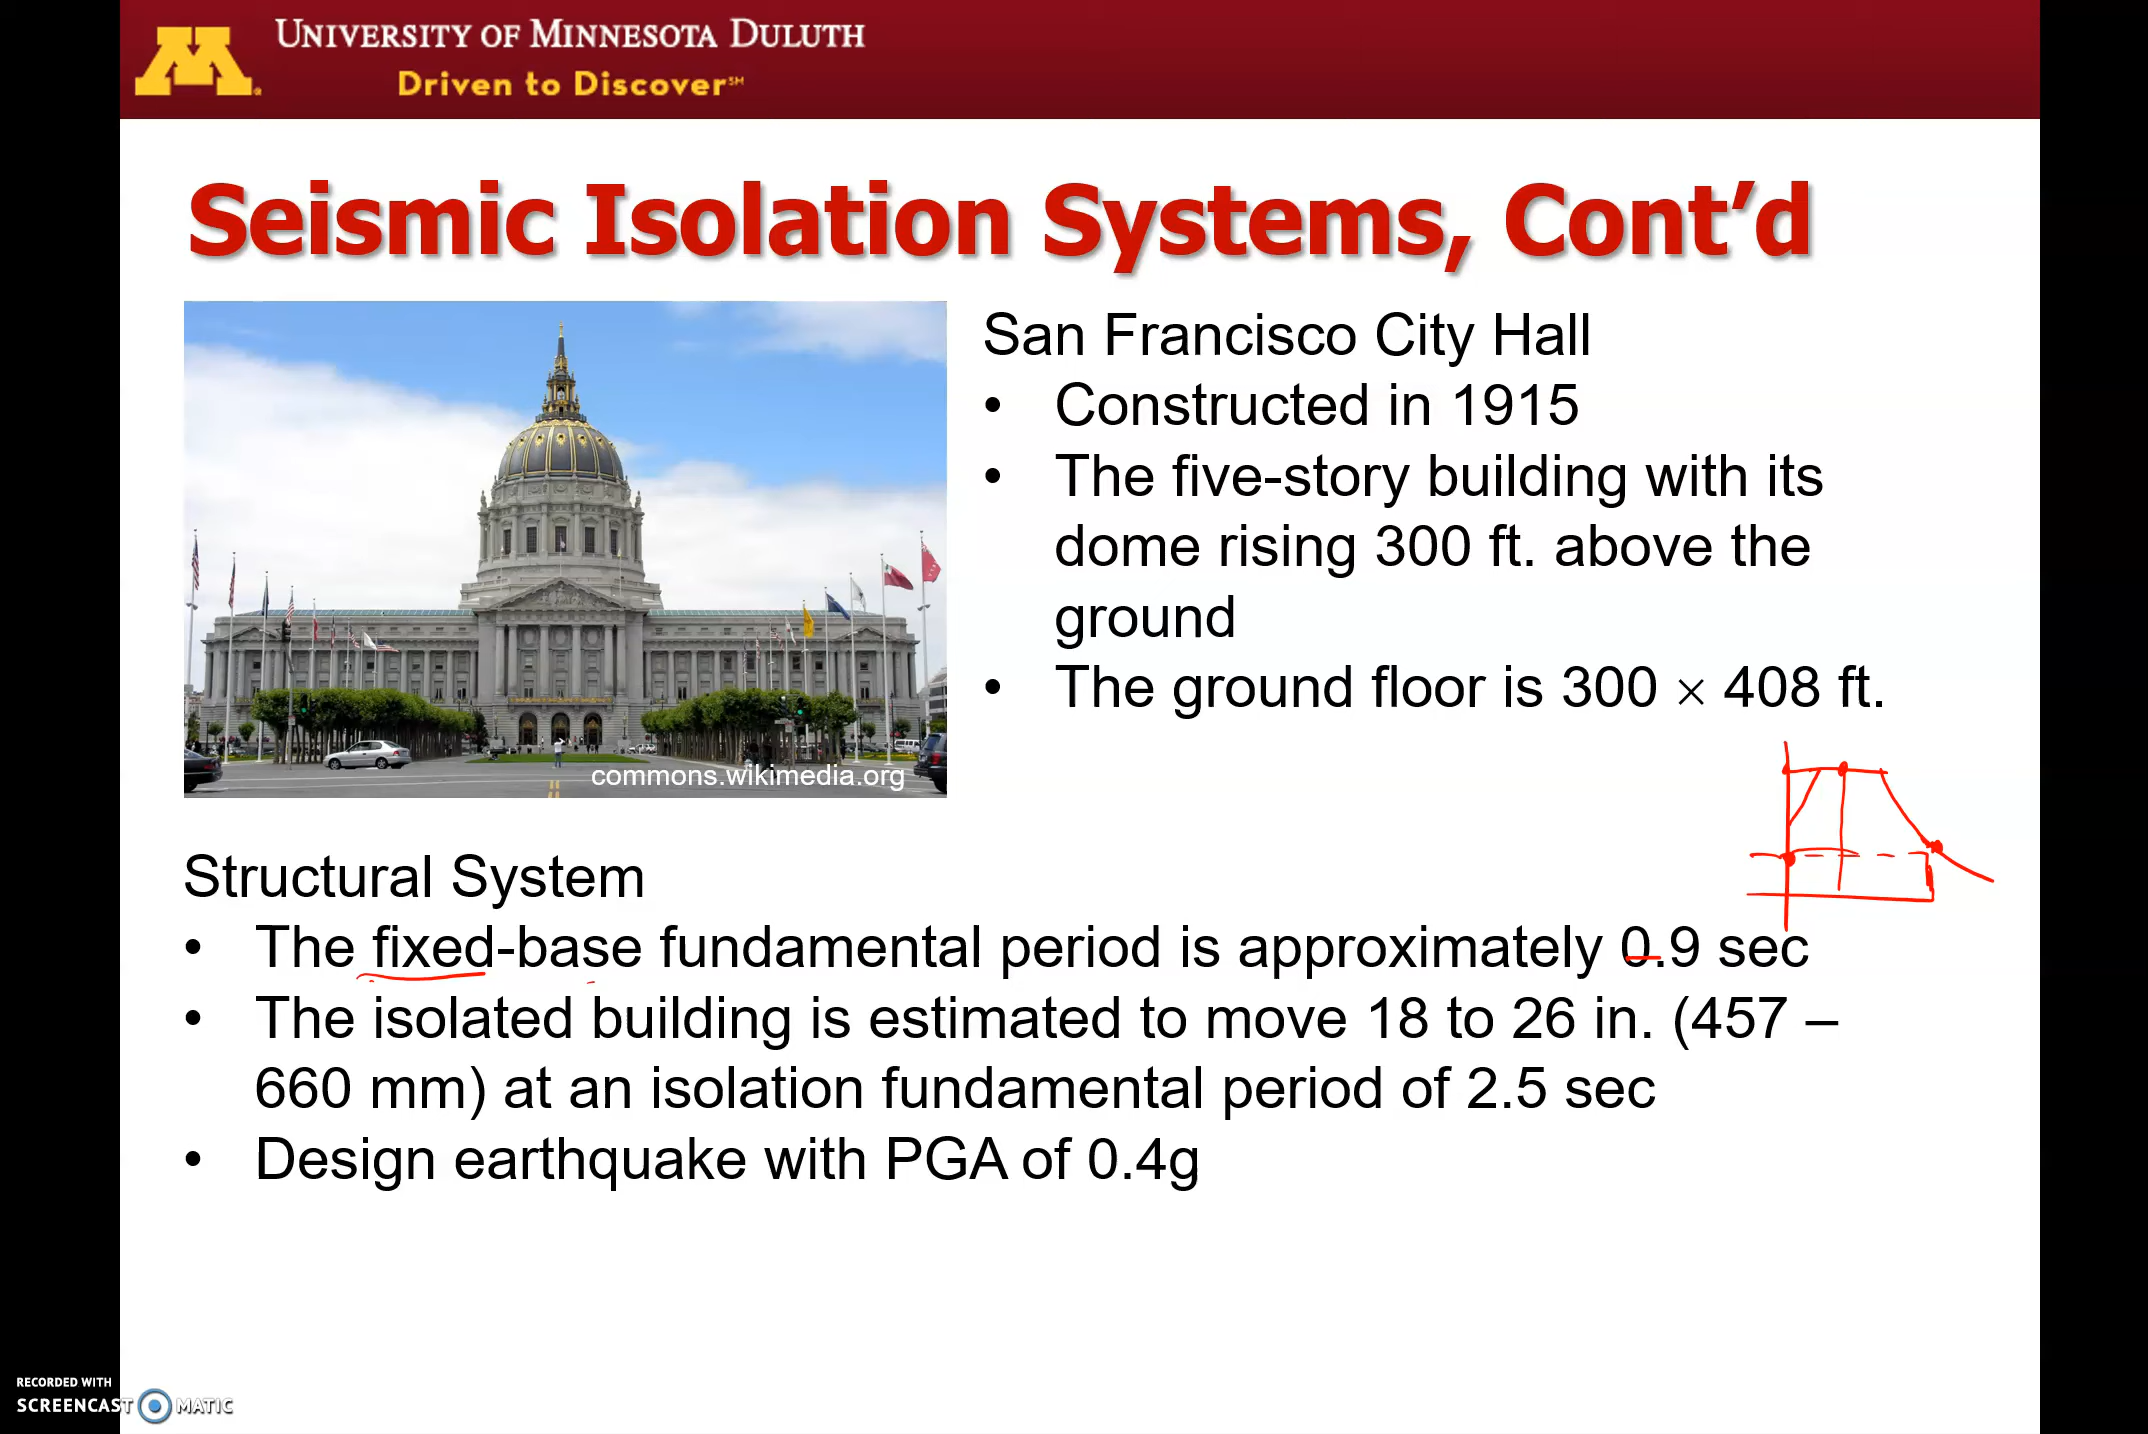 UNIVERSITY OF MINNESOTA DULUTH
Driven to Discover℠
Seismic Isolation Systems, Cont’d
San Francisco City Hall
• Constructed in 1915
• The five-story building with its
dome rising 300 ft. above the
ground
• The ground floor is 300 × 408 ft.
commons.wikimedia.org
Structural System
• The fixed-base fundamental period is approximately 0.9 sec
• The isolated building is estimated to move 18 to 26 in. (457 –
660 mm) at an isolation fundamental period of 2.5 sec
• Design earthquake with PGA of 0.4g
RECORDED WITH
SCREENCAST MATIC